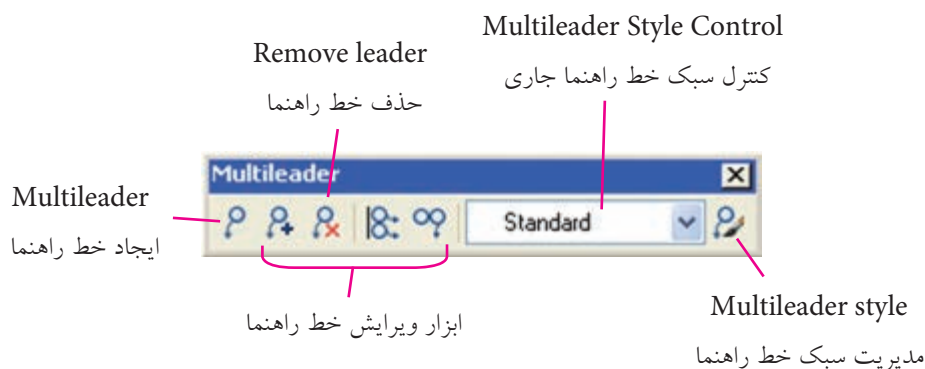 Multileader Style Control
کنترل سبک خط راهنما جاری
Remove leader
حذف خط راهنما
Multileader
Standard
Multileader
ایجاد خط راهنما
ابزار ویرایش خط راهنما
Multileader style
مدیریت سبک خط راهنما